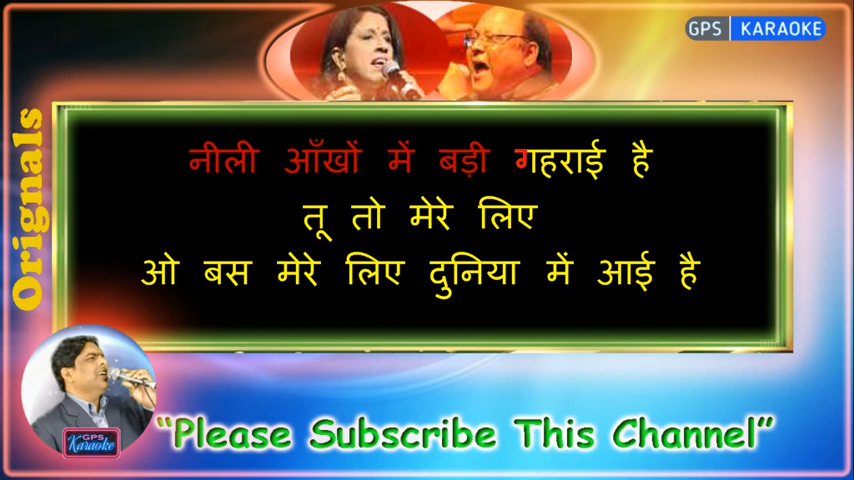 GPS KARAOKE
Orignals
नीली आँखों में बड़ी गहराई है
तू तो मेरे लिए
ओ बस मेरे लिए दुनिया में आई है
GPS
Karaoke
“Please Subscribe This Channel”